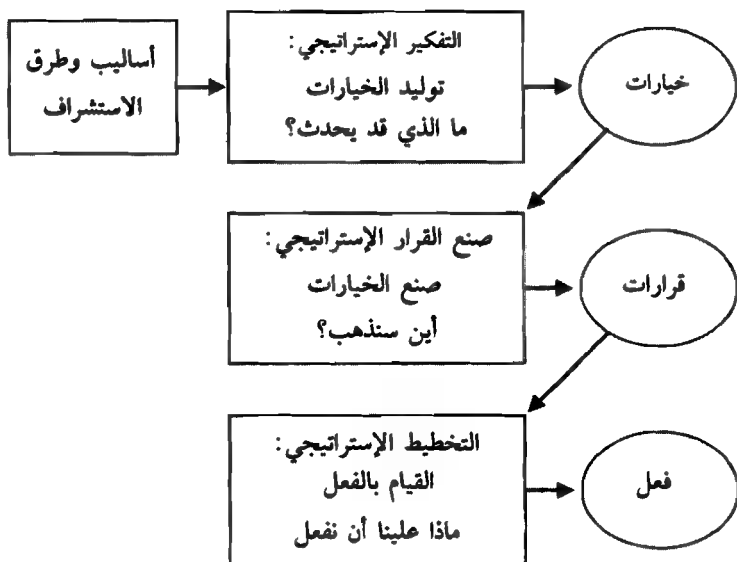 أساليب وطرق
الاستشراف
التفكير الإستراتيجي:
توليد الخيارات
ما الذي قد يحدث؟
خيارات
صنع القرار الإستراتيجي:
صنع الخيارات
أين سنذهب؟
قرارات
التخطيط الإستراتيجي:
القيام بالفعل
ماذا علينا أن نفعل
فعل